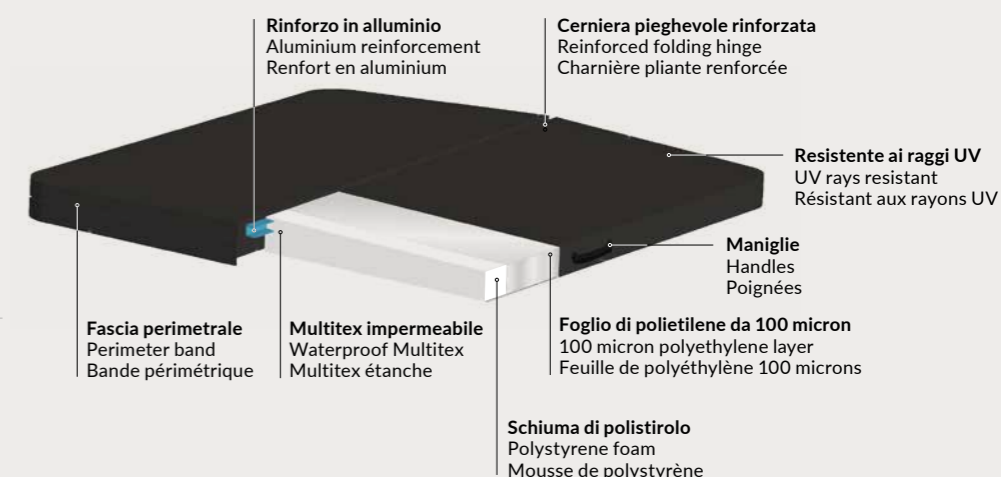 Rinforzo in alluminio
Aluminium reinforcement
Renfort en aluminium
Cerniera pieghevole rinforzata
Reinforced folding hinge
Charnière pliante renforcée
Resistente ai raggi UV
UV rays resistant
Résistant aux rayons UV
Maniglie
Handles
Poignées
Fascia perimetrale
Perimeter band
Bande périmétrique
Multitex impermeabile
Waterproof Multitex
Multitex étanche
Foglio di polietilene da 100 micron
100 micron polyethylene layer
Feuille de polyéthylène 100 microns
Schiuma di polistirolo
Polystyrene foam
Mousse de polystyrène